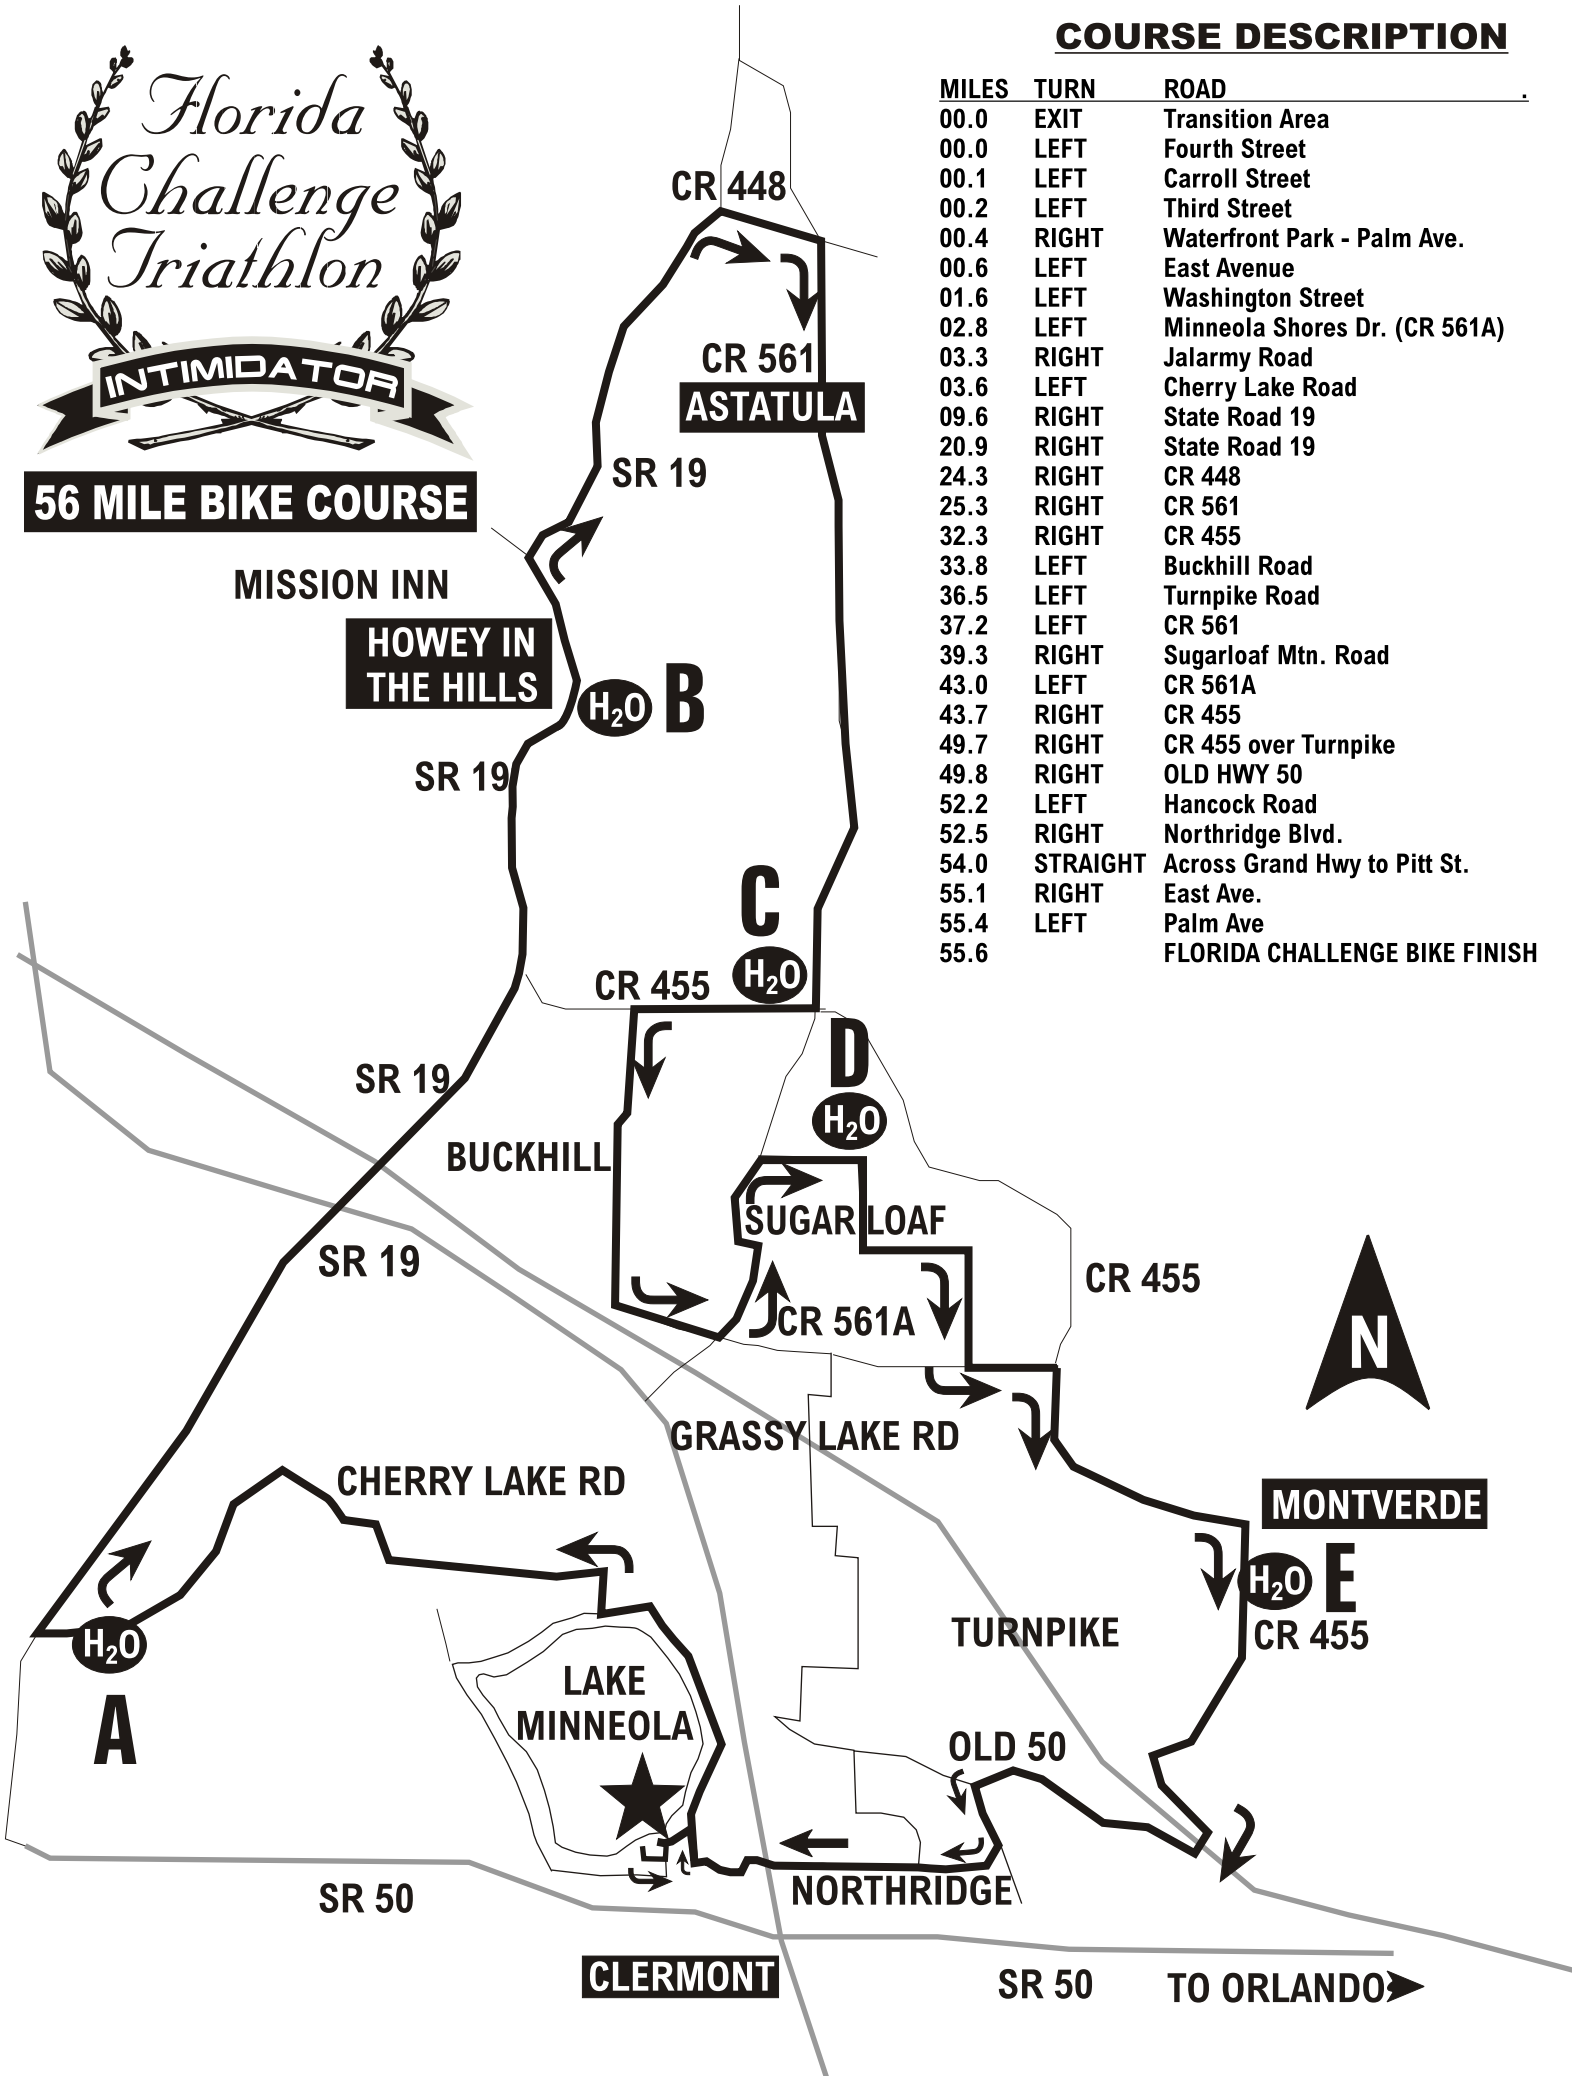 Florida
Challenge
Triathlon
INTIMIDATOR
56 MILE BIKE COURSE
COURSE DESCRIPTION
MILES TURN ROAD .
00.0 EXIT Transition Area
00.0 LEFT Fourth Street
00.1 LEFT Carroll Street
00.2 LEFT Third Street
00.4 RIGHT Waterfront Park - Palm Ave.
00.6 LEFT East Avenue
01.6 LEFT Washington Street
02.8 LEFT Minneola Shores Dr. (CR 561A)
03.3 RIGHT Jalarmy Road
03.6 LEFT Cherry Lake Road
09.6 RIGHT State Road 19
20.9 RIGHT State Road 19
24.3 RIGHT CR 448
25.3 RIGHT CR 561
32.3 RIGHT CR 455
33.8 LEFT Buckhill Road
36.5 LEFT Turnpike Road
37.2 LEFT CR 561
39.3 RIGHT Sugarloaf Mtn. Road
43.0 LEFT CR 561A
43.7 RIGHT CR 455
49.7 RIGHT CR 455 over Turnpike
49.8 RIGHT OLD HWY 50
52.2 LEFT Hancock Road
52.5 RIGHT Northridge Blvd.
54.0 STRAIGHT Across Grand Hwy to Pitt St.
55.1 RIGHT East Ave.
55.4 LEFT Palm Ave
55.6 FLORIDA CHALLENGE BIKE FINISH
CR 448
CR 561
ASTATULA
SR 19
MISSION INN
HOWEY IN
THE HILLS
H2O B
SR 19
C
H2O
CR 455
D
H2O
SR 19
BUCKHILL
SUGAR LOAF
SR 19
CR 455
CR 561A
N
GRASSY LAKE RD
CHERRY LAKE RD
MONTVERDE
H2O E
CR 455
TURNPIKE
H2O
A
LAKE
MINNEOLA
OLD 50
NORTHRIDGE
SR 50
CLERMONT
SR 50
TO ORLANDO